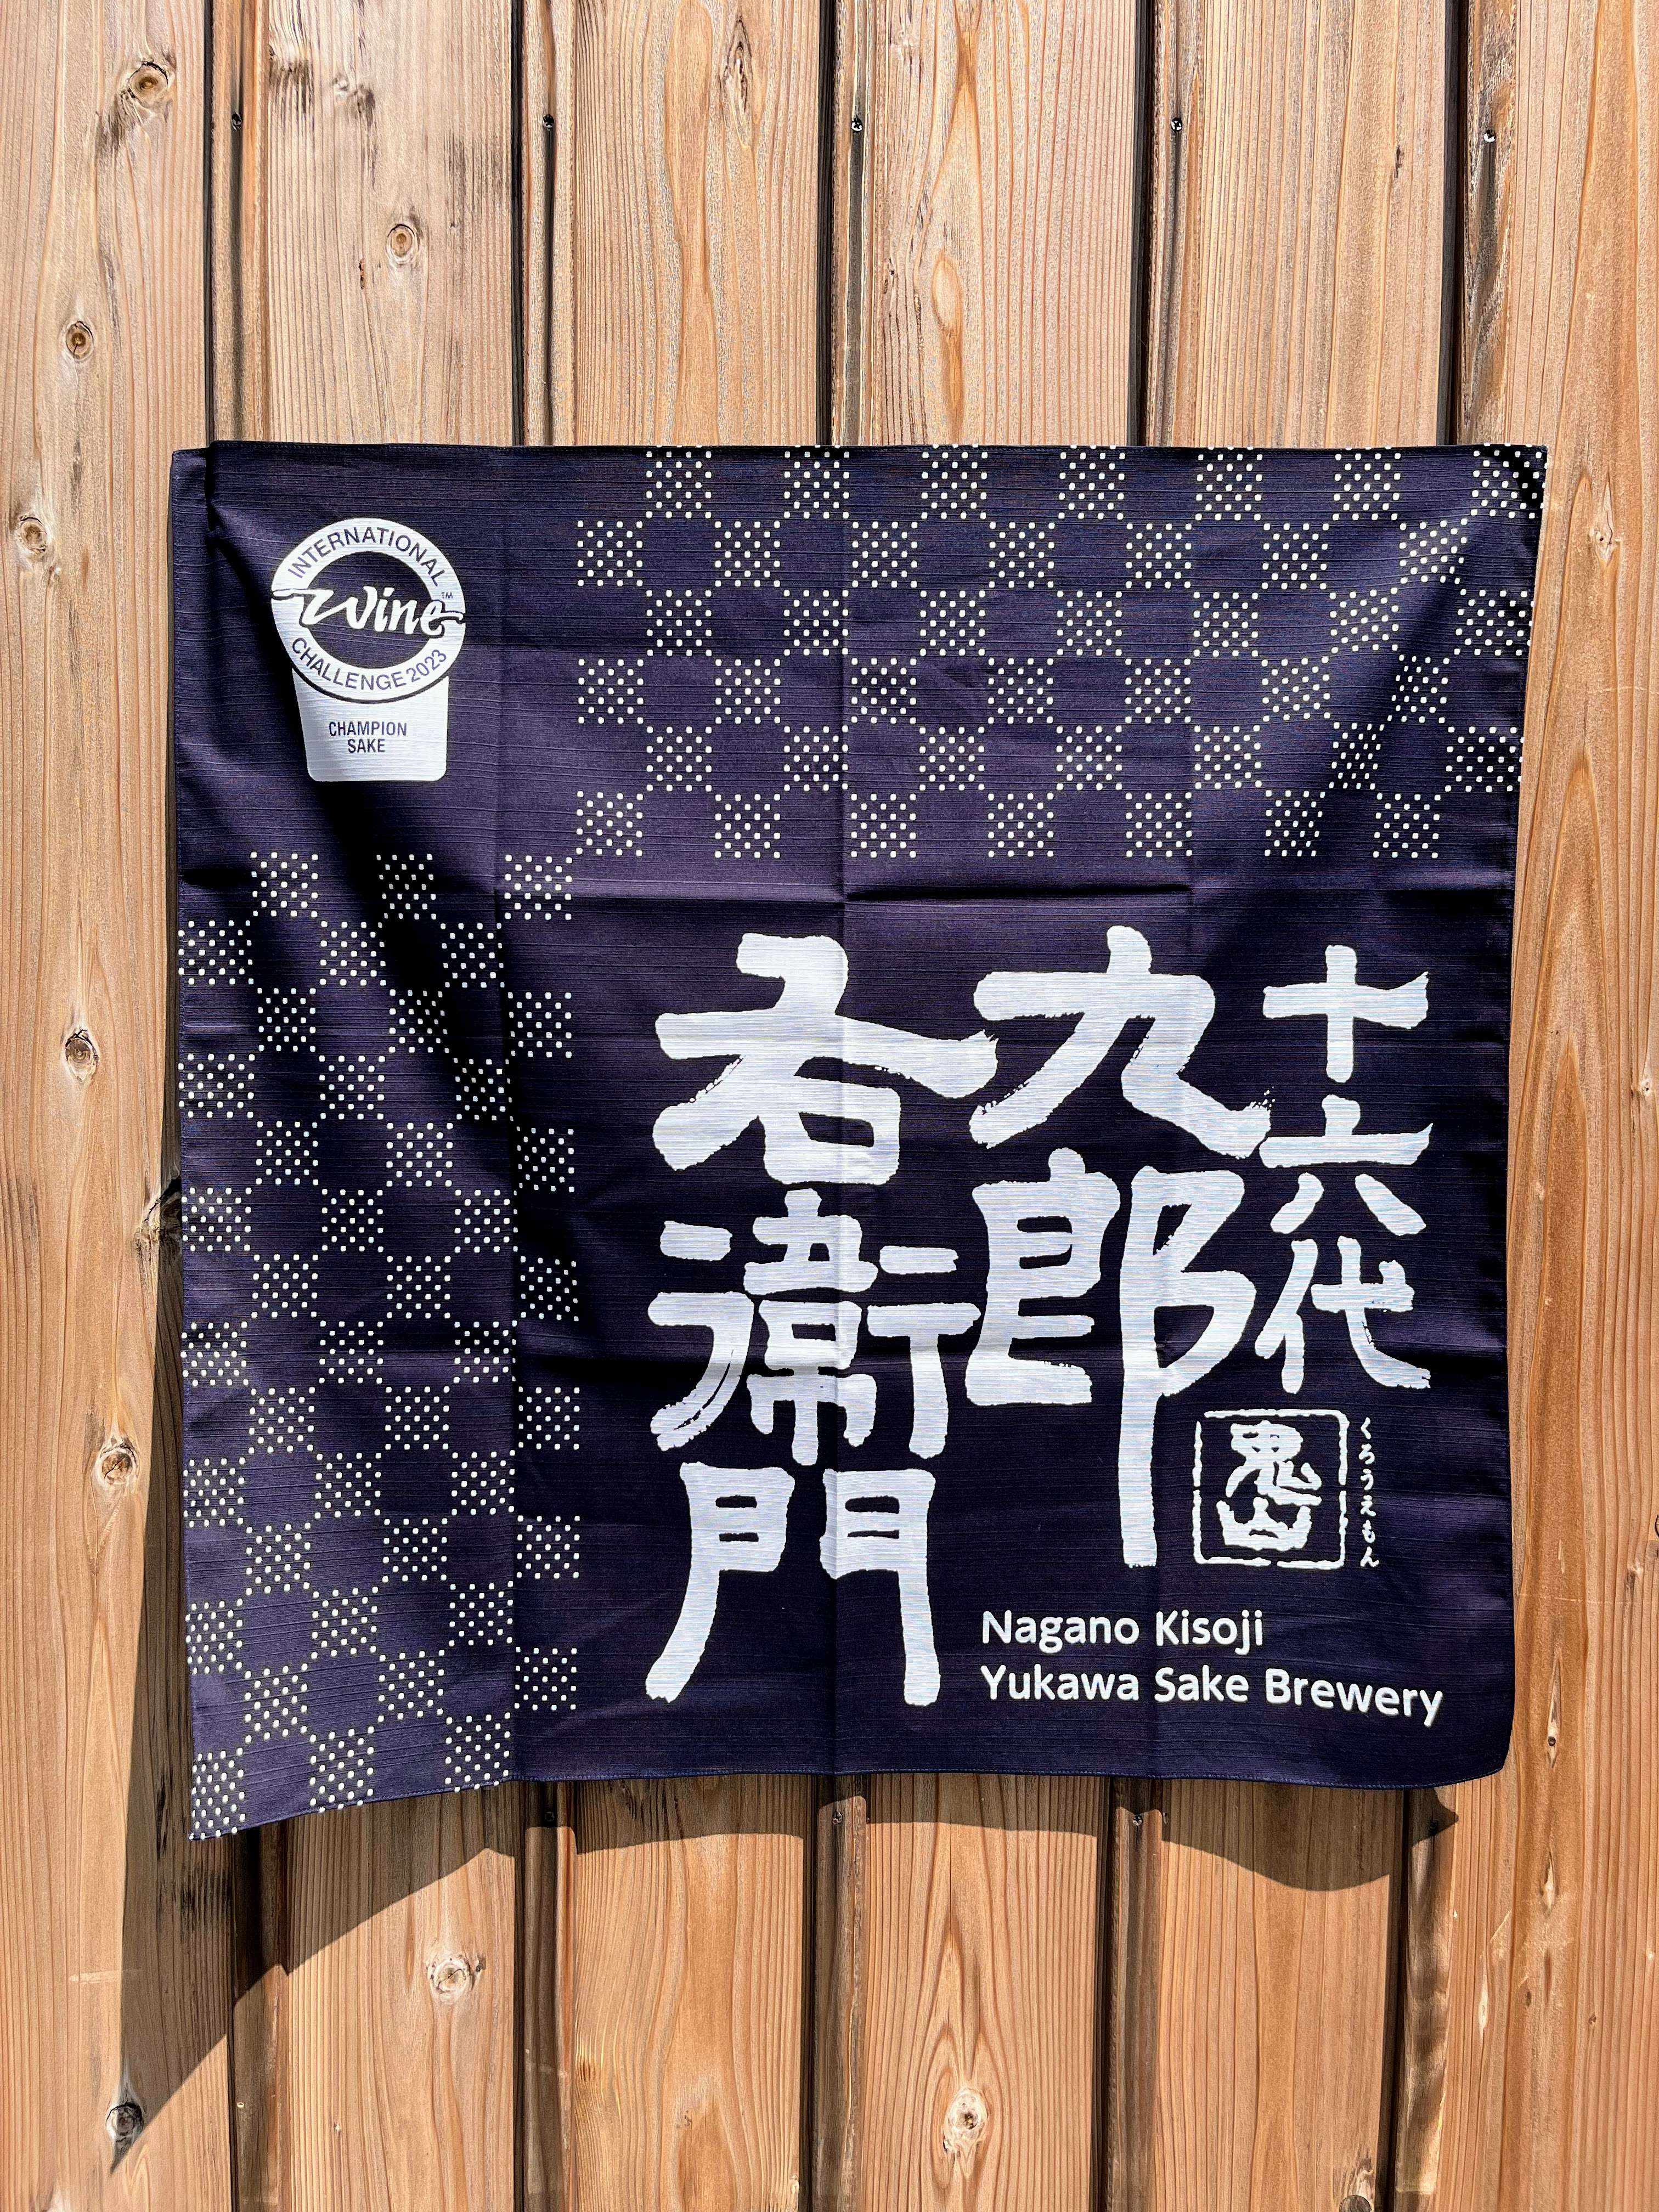 INTERNATIONAL
Wine™
CHALLENGE 2023
CHAMPION
SAKE
十六代
九郎
右衛門
くろうえもん
Nagano Kisoji
Yukawa Sake Brewery